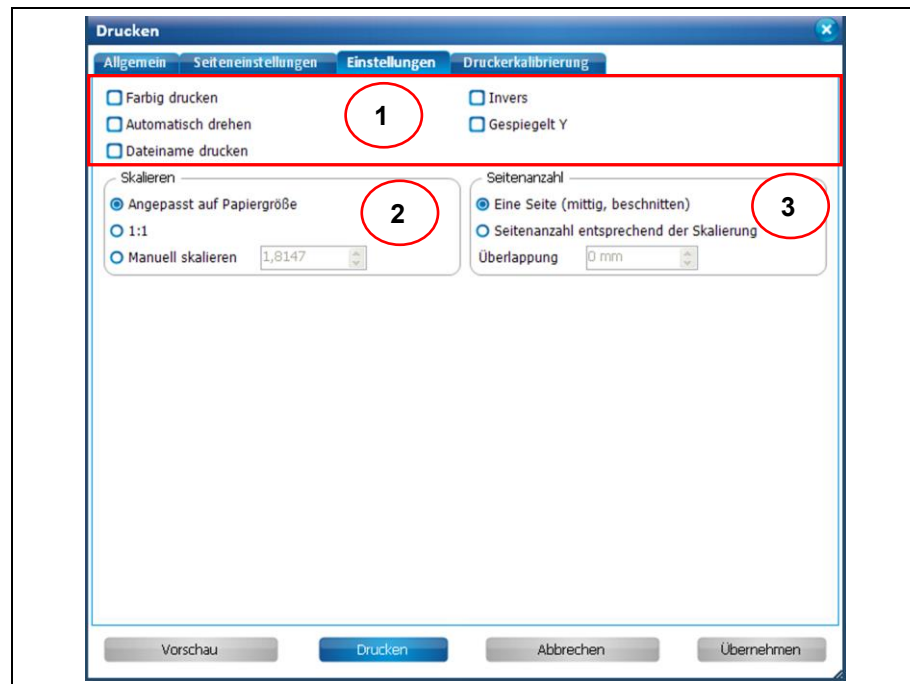 Drucken
Allgemein Seiteneinstellungen Einstellungen Druckerkalibrierung
Farbig drucken
Automatisch drehen
Dateiname drucken
1
Invers
Gespiegelt Y
Skalieren
Angepasst auf Papiergröße
1:1
Manuell skalieren 1,8147
2
Seitenanzahl
Eine Seite (mittig, beschnitten)
Seitenanzahl entsprechend der Skalierung
Überlappung 0 mm
3
Vorschau Drucken Abbrechen Übernehmen